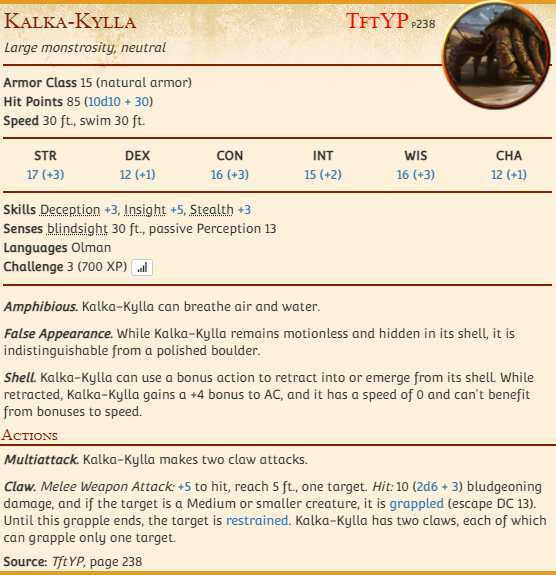 Kalka-Kylla TftYP p238
Large monstrosity, neutral
Armor Class 15 (natural armor)
Hit Points 85 (10d10 + 30)
Speed 30 ft., swim 30 ft.
STR DEX CON INT WIS CHA
17 (+3) 12 (+1) 16 (+3) 15 (+2) 16 (+3) 12 (+1)
Skills Deception +3, Insight +5, Stealth +3
Senses blindsight 30 ft., passive Perception 13
Languages Olman
Challenge 3 (700 XP)
Amphibious. Kalka-Kylla can breathe air and water.
False Appearance. While Kalka-Kylla remains motionless and hidden in its shell, it is
indistinguishable from a polished boulder.
Shell. Kalka-Kylla can use a bonus action to retract into or emerge from its shell. While
retracted, Kalka-Kylla gains a +4 bonus to AC, and it has a speed of 0 and can't benefit
from bonuses to speed.
Actions
Multiattack. Kalka-Kylla makes two claw attacks.
Claw. Melee Weapon Attack: +5 to hit, reach 5 ft., one target. Hit: 10 (2d6 + 3) bludgeoning
damage, and if the target is a Medium or smaller creature, it is grappled (escape DC 13).
Until this grapple ends, the target is restrained. Kalka-Kylla has two claws, each of which
can grapple only one target.
Source: TftYP, page 238